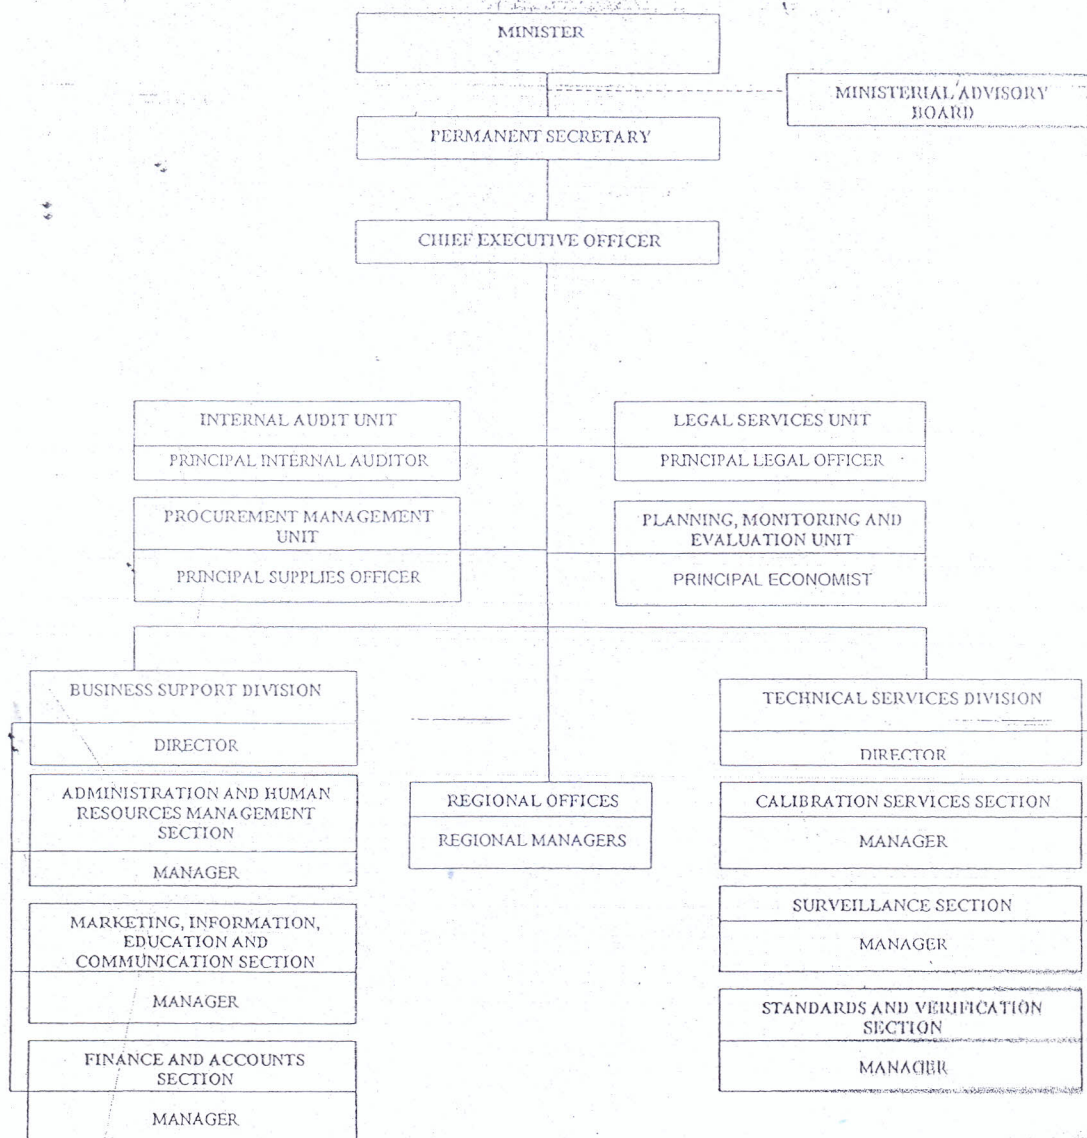 MINISTER
MINISTERIAL ADVISORY
BOARD
PERMANENT SECRETARY
CHIEF EXECUTIVE OFFICER
INTERNAL AUDIT UNIT
PRINCIPAL INTERNAL AUDITOR
LEGAL SERVICES UNIT
PRINCIPAL LEGAL OFFICER
PROCUREMENT MANAGEMENT
UNIT
PRINCIPAL SUPPLIES OFFICER
PLANNING, MONITORING AND
EVALUATION UNIT
PRINCIPAL ECONOMIST
BUSINESS SUPPORT DIVISION
DIRECTOR
ADMINISTRATION AND HUMAN
RESOURCES MANAGEMENT
SECTION
MANAGER
MARKETING, INFORMATION,
EDUCATION AND
COMMUNICATION SECTION
MANAGER
FINANCE AND ACCOUNTS
SECTION
MANAGER
REGIONAL OFFICES
REGIONAL MANAGERS
TECHNICAL SERVICES DIVISION
DIRECTOR
CALIBRATION SERVICES SECTION
MANAGER
SURVEILLANCE SECTION
MANAGER
STANDARDS AND VERIFICATION
SECTION
MANAGER